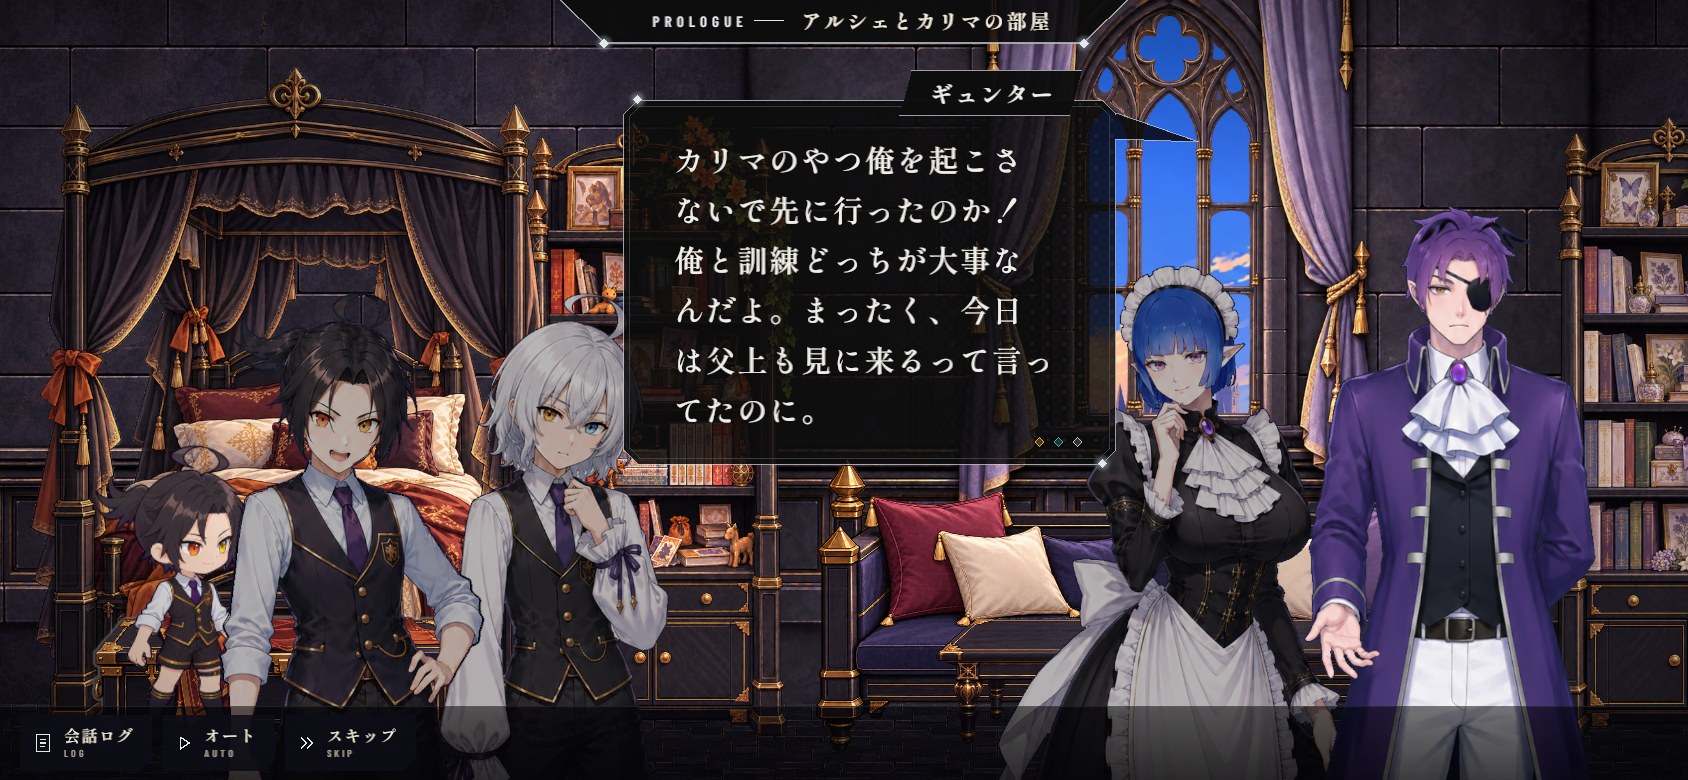 PROLOGUE — アルシェとカリマの部屋
ギュンター
カリマのやつ俺を起こさ
ないで先に行ったのか！
俺と訓練どっちが大事な
んだよ。まったく、今日
は父上も見に来るって言っ
てたのに。
会話ログ
LOG
オート
AUTO
スキップ
SKIP